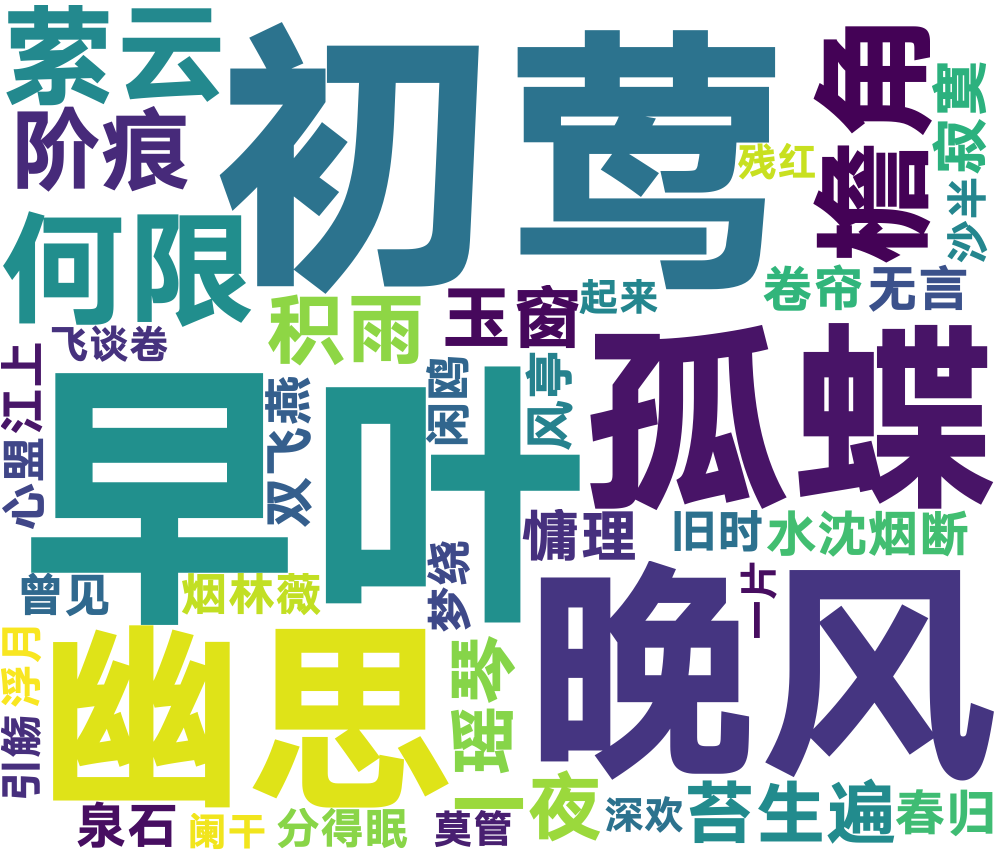 萦云
初莺
檐角
寂寞
阶痕
残红
沙半
何限
卷帘
无言
积雨
玉窗
起来
飞谈卷
孤蝶
江上
早叶
双飞燕
闲鸥
风亭
心盟
慵理
旧时
水沈烟断
梦绕
曾见
烟林薇
一片
晚风
幽思
浮月
瑶琴
引觞
一夜
深欢
苔生遍
春归
泉石
阑干
分得眠
莫管